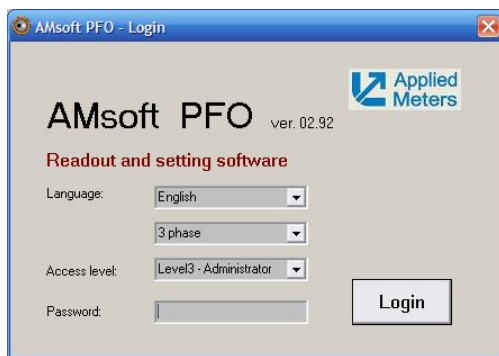 AMsoft PFO - Login
Applied
Meters
AMsoft PFO ver. 02.92
Readout and setting software
Language: English
3 phase
Access level: Level3 - Administrator
Password:
Login